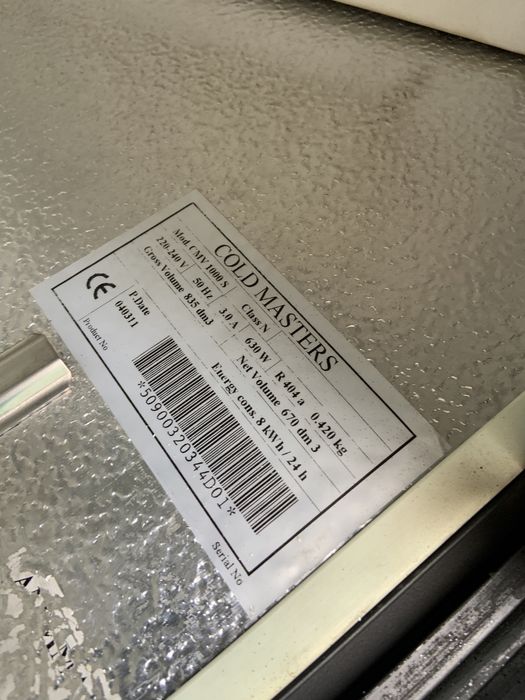 COLD MASTERS
Mod. CMV 1000 S Class N
220-240 V 50 Hz 3.0 A 630 W R 404 a 0.420 kg
Gross Volume 835 dm3 Net Volume 670 dm 3
Energy cons. 8 kWh / 24 h
CE
P.Date
040311
*50900320344D01*
Product No
Serial No